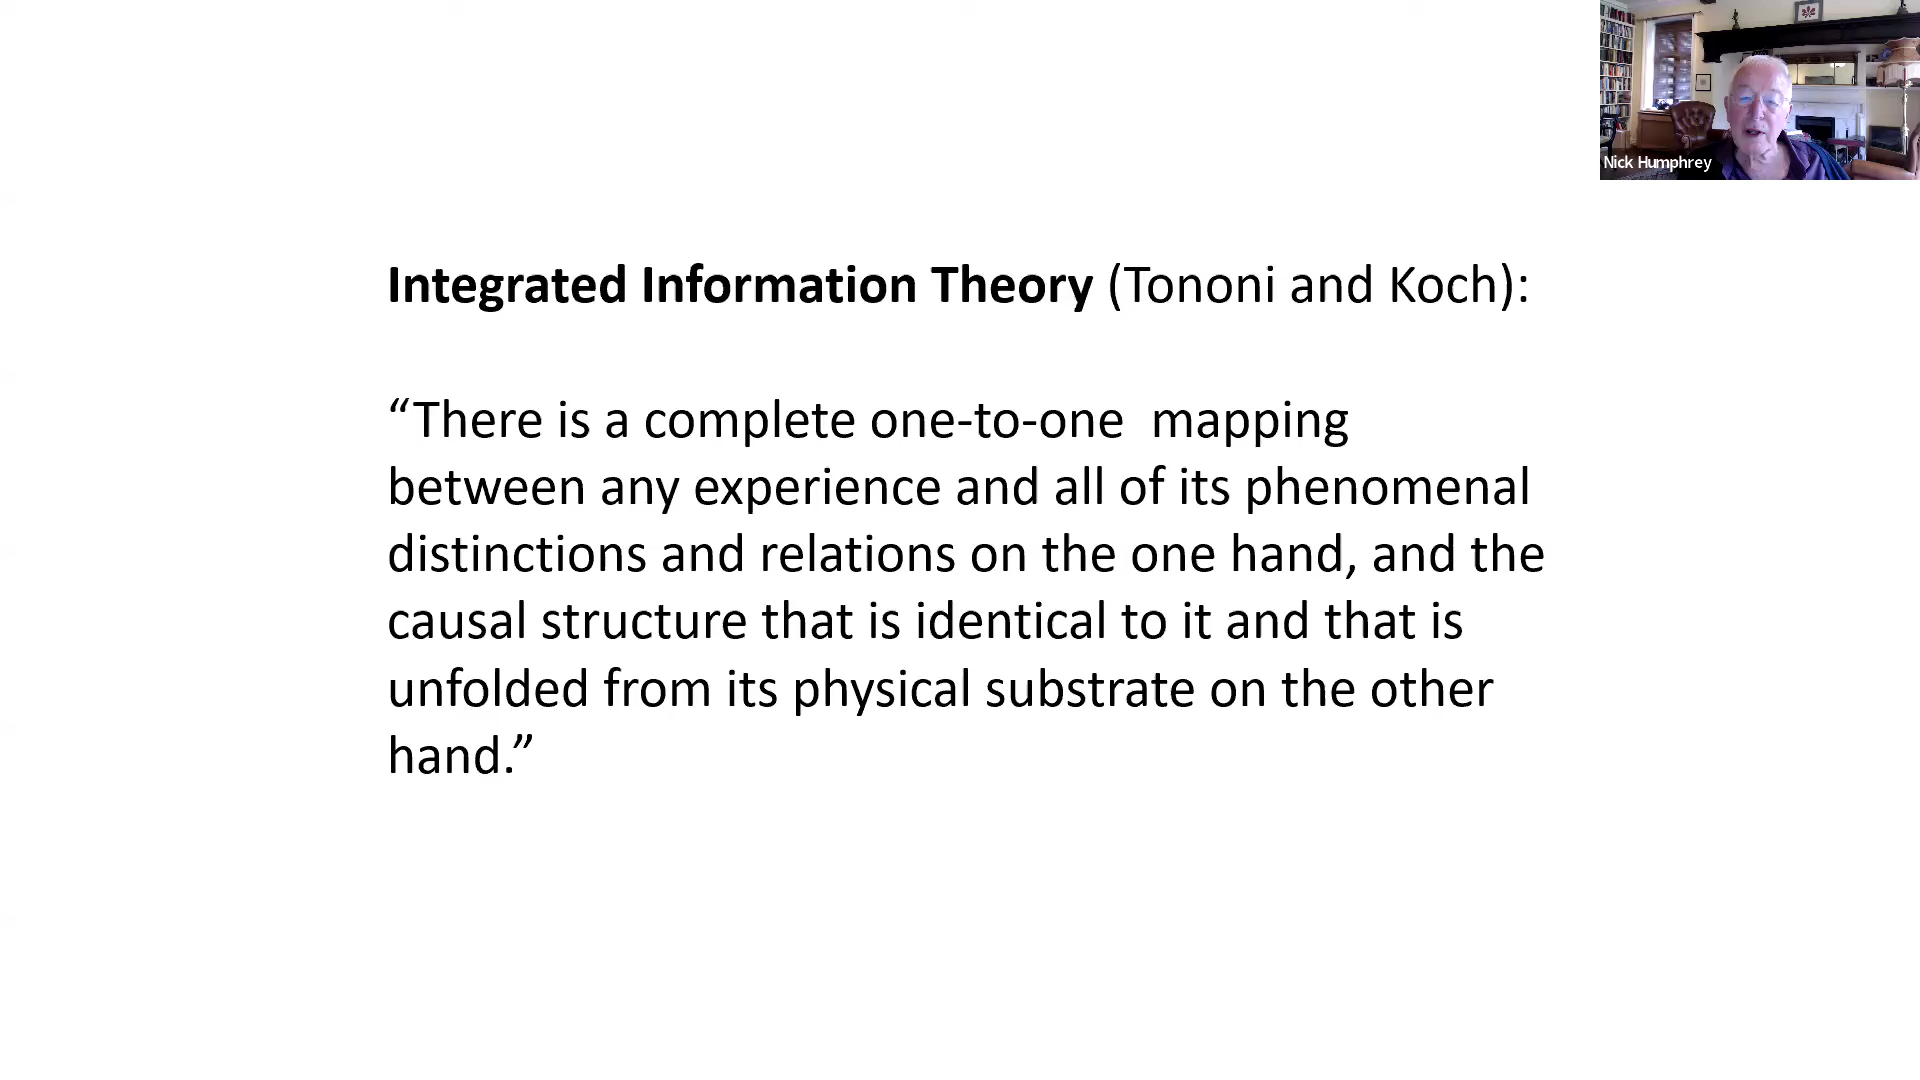 Nick Humphrey
Integrated Information Theory (Tononi and Koch):
“There is a complete one-to-one  mapping
between any experience and all of its phenomenal
distinctions and relations on the one hand, and the
causal structure that is identical to it and that is
unfolded from its physical substrate on the other
hand.”